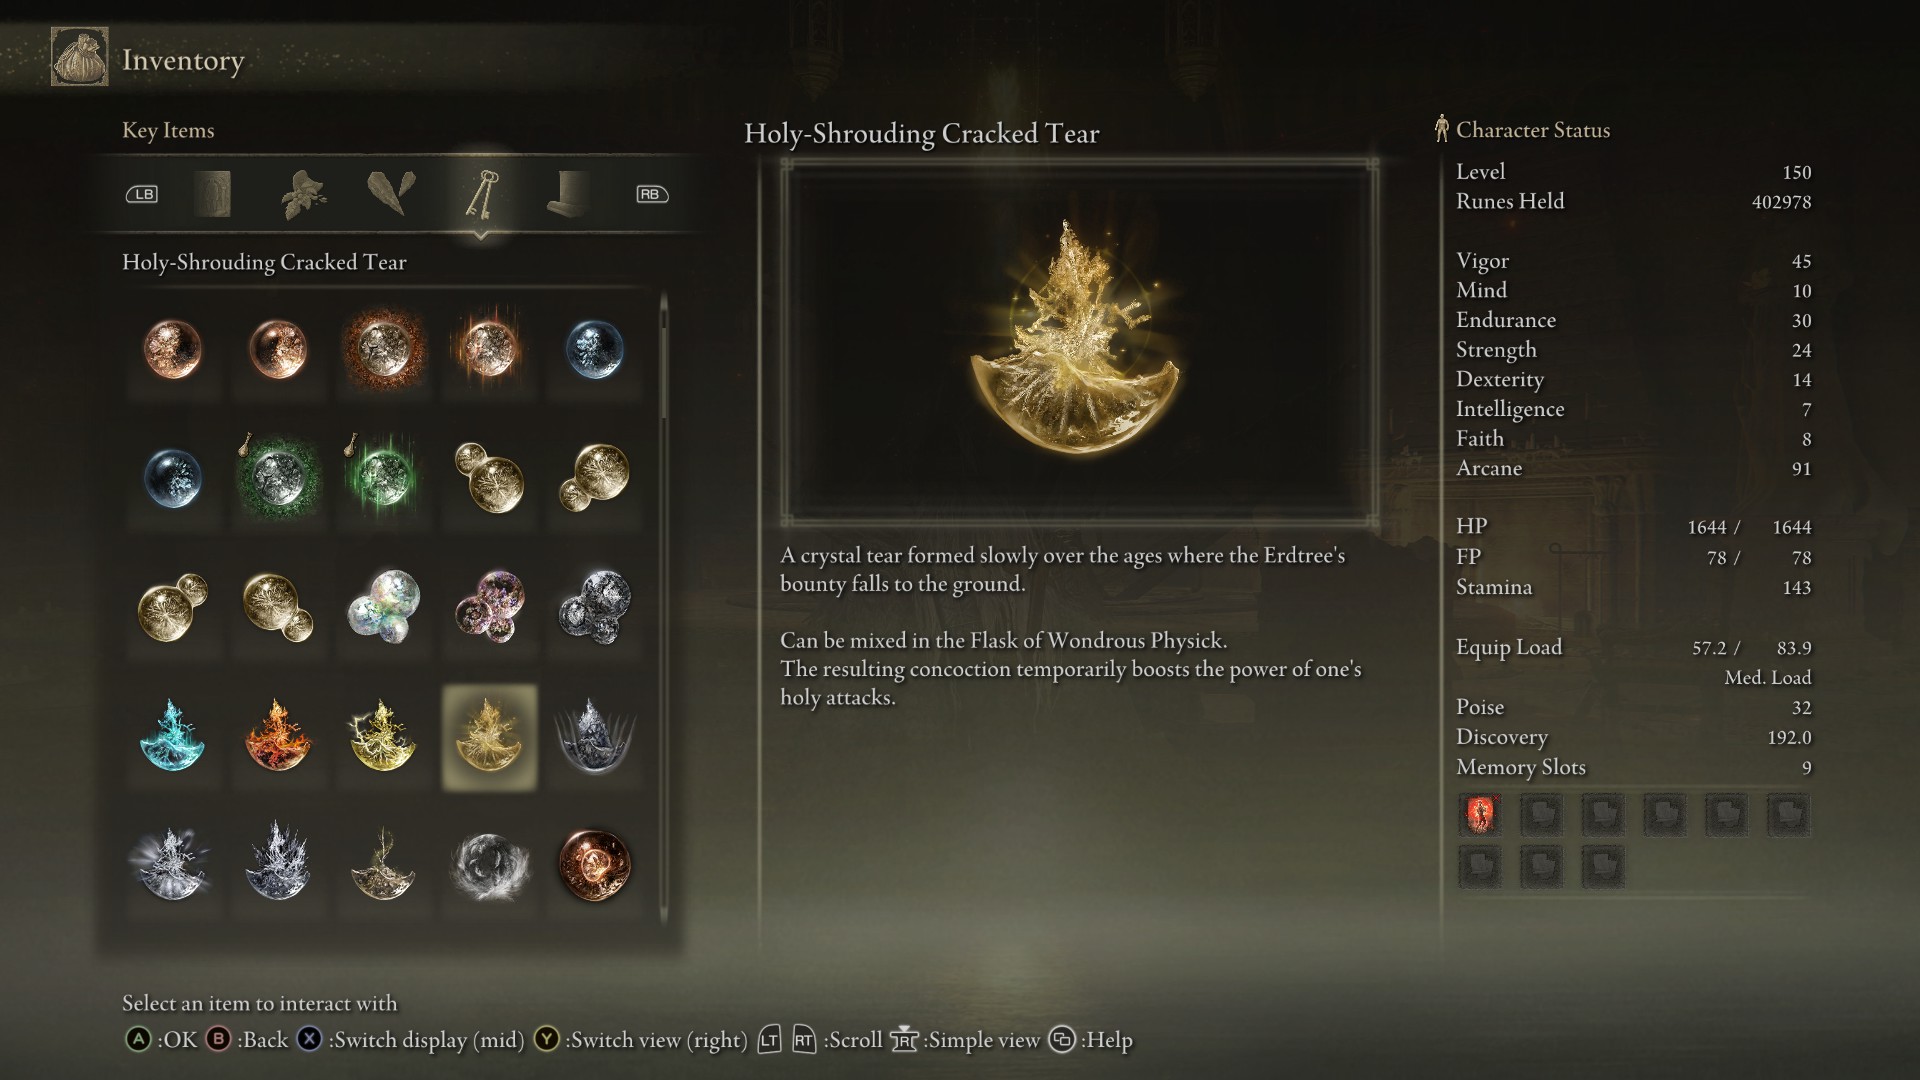 Inventory
Key Items
LB
RB
Holy-Shrouding Cracked Tear
Holy-Shrouding Cracked Tear
A crystal tear formed slowly over the ages where the Erdtree's
bounty falls to the ground.
Can be mixed in the Flask of Wondrous Physick.
The resulting concoction temporarily boosts the power of one's
holy attacks.
Character Status
Level 150
Runes Held 402978
Vigor 45
Mind 10
Endurance 30
Strength 24
Dexterity 14
Intelligence 7
Faith 8
Arcane 91
HP 1644 / 1644
FP 78 / 78
Stamina 143
Equip Load 57.2 / 83.9
Med. Load
Poise 32
Discovery 192.0
Memory Slots 9
Select an item to interact with
A :OK B :Back X :Switch display (mid) Y :Switch view (right) LT RT :Scroll R :Simple view :Help